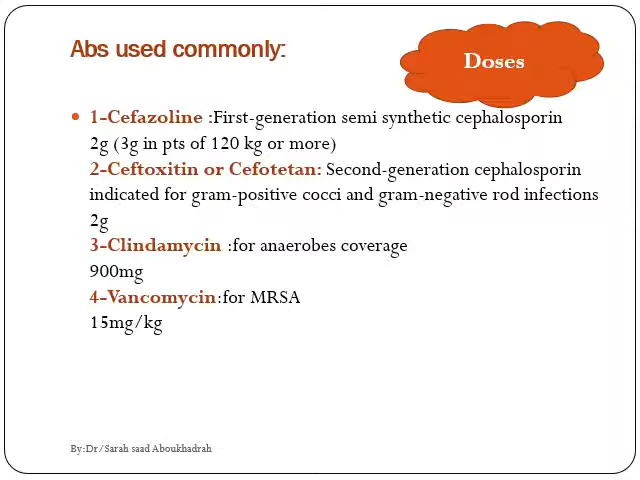 Abs used commonly:
Doses
1-Cefazoline :First-generation semi synthetic cephalosporin
2g (3g in pts of 120 kg or more)
2-Ceftoxitin or Cefotetan: Second-generation cephalosporin
indicated for gram-positive cocci and gram-negative rod infections
2g
3-Clindamycin :for anaerobes coverage
900mg
4-Vancomycin:for MRSA
15mg/kg
By:Dr/Sarah saad Aboukhadrah